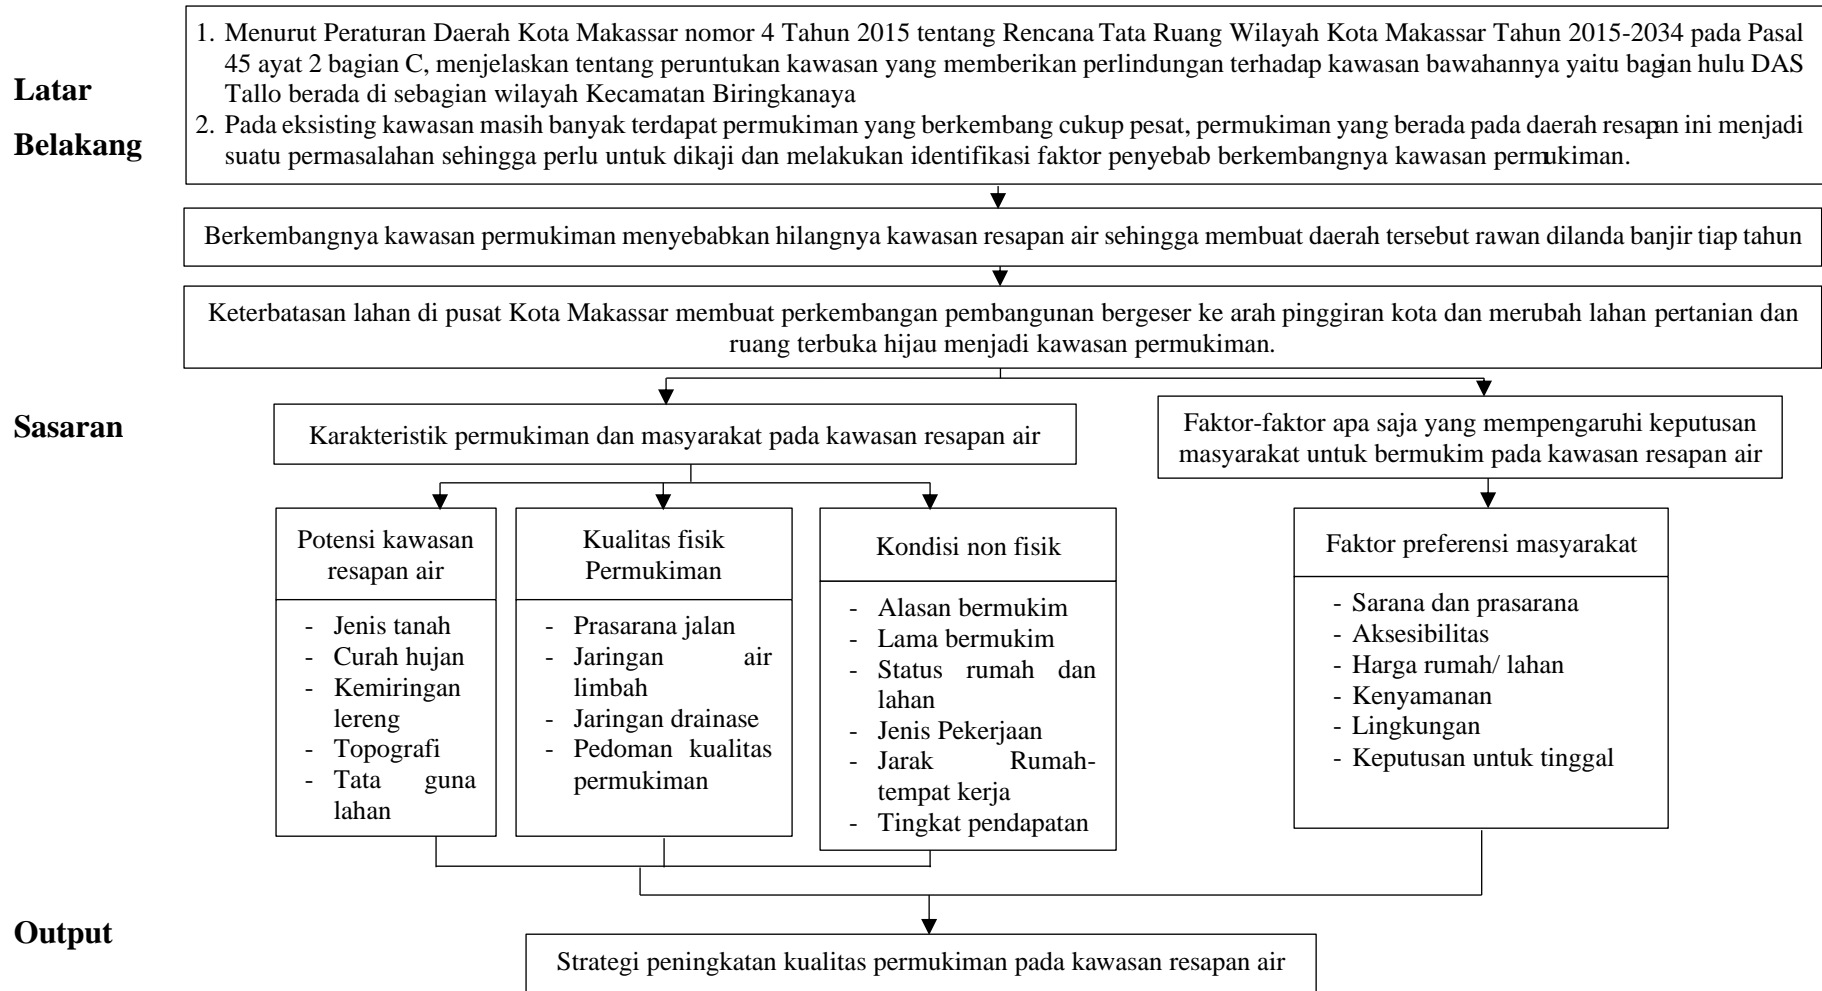 Latar
Belakang
1. Menurut Peraturan Daerah Kota Makassar nomor 4 Tahun 2015 tentang Rencana Tata Ruang Wilayah Kota Makassar Tahun 2015-2034 pada Pasal
45 ayat 2 bagian C, menjelaskan tentang peruntukan kawasan yang memberikan perlindungan terhadap kawasan bawahannya yaitu bagian hulu DAS
Tallo berada di sebagian wilayah Kecamatan Biringkanaya
2. Pada eksisting kawasan masih banyak terdapat permukiman yang berkembang cukup pesat, permukiman yang berada pada daerah resapan ini menjadi
suatu permasalahan sehingga perlu untuk dikaji dan melakukan identifikasi faktor penyebab berkembangnya kawasan permukiman.
Berkembangnya kawasan permukiman menyebabkan hilangnya kawasan resapan air sehingga membuat daerah tersebut rawan dilanda banjir tiap tahun
Keterbatasan lahan di pusat Kota Makassar membuat perkembangan pembangunan bergeser ke arah pinggiran kota dan merubah lahan pertanian dan
ruang terbuka hijau menjadi kawasan permukiman.
Sasaran
Karakteristik permukiman dan masyarakat pada kawasan resapan air
Faktor-faktor apa saja yang mempengaruhi keputusan
masyarakat untuk bermukim pada kawasan resapan air
Potensi kawasan
resapan air
- Jenis tanah
- Curah hujan
- Kemiringan
lereng
- Topografi
- Tata guna
lahan
Kualitas fisik
Permukiman
- Prasarana jalan
- Jaringan air
limbah
- Jaringan drainase
- Pedoman kualitas
permukiman
Kondisi non fisik
- Alasan bermukim
- Lama bermukim
- Status rumah dan
lahan
- Jenis Pekerjaan
- Jarak Rumah-
tempat kerja
- Tingkat pendapatan
Faktor preferensi masyarakat
- Sarana dan prasarana
- Aksesibilitas
- Harga rumah/ lahan
- Kenyamanan
- Lingkungan
- Keputusan untuk tinggal
Output
Strategi peningkatan kualitas permukiman pada kawasan resapan air